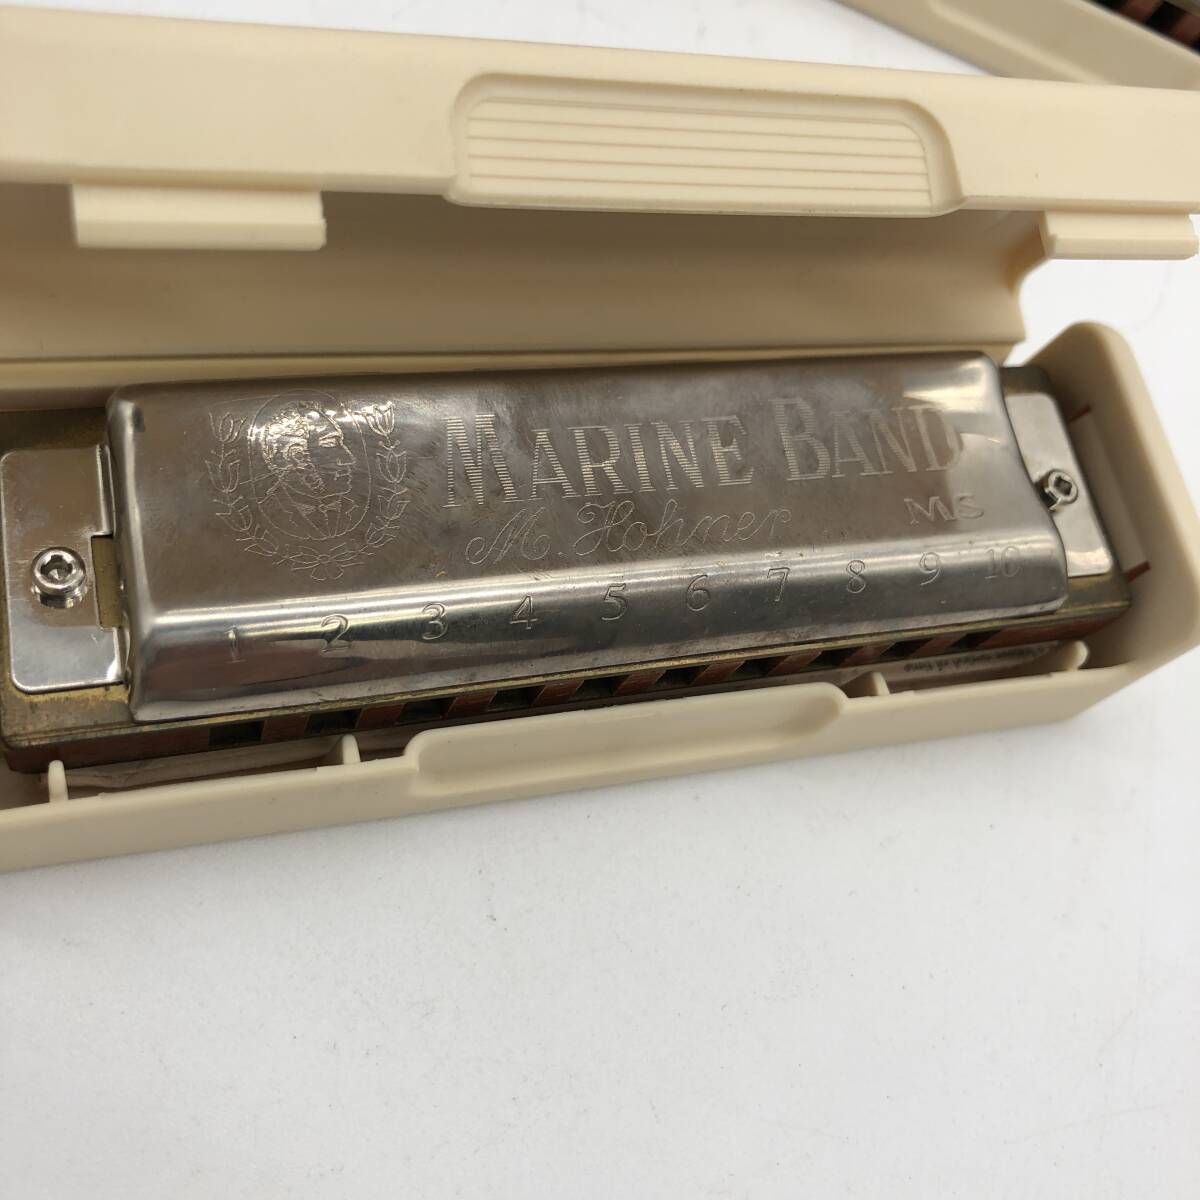 MARINE BAND
M. Hohner
MS
1 2 3 4 5 6 7 8 9 10